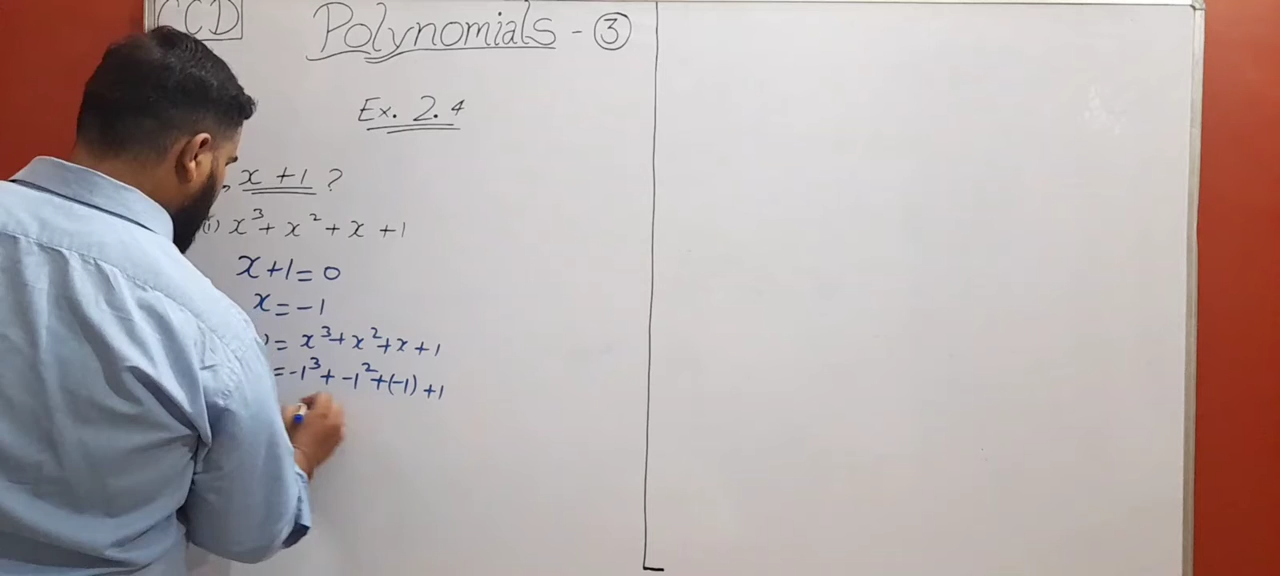 CCD
Polynomials - ③
Ex. 2.4
x + 1 ?
(i) x³ + x² + x + 1
x + 1 = 0
x = -1
) = x³ + x² + x + 1
= -1³ + -1² + (-1) + 1